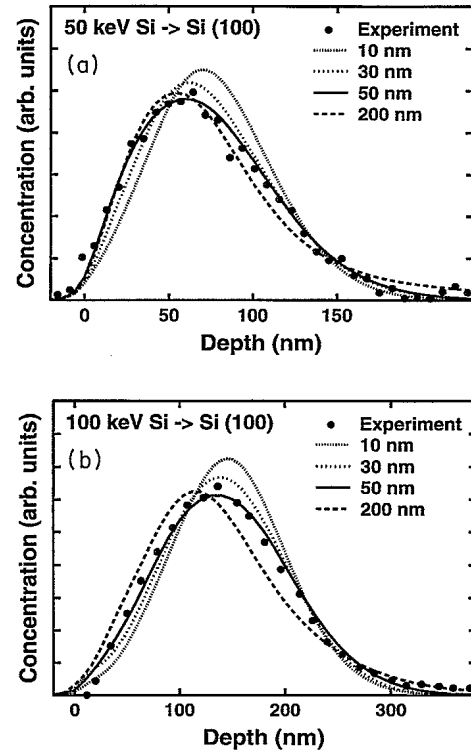 50 keV Si -> Si (100)
(a)
Experiment
10 nm
30 nm
50 nm
200 nm
Concentration (arb. units)
0
50
100
150
Depth (nm)
100 keV Si -> Si (100)
(b)
Experiment
10 nm
30 nm
50 nm
200 nm
Concentration (arb. units)
0
100
200
300
Depth (nm)